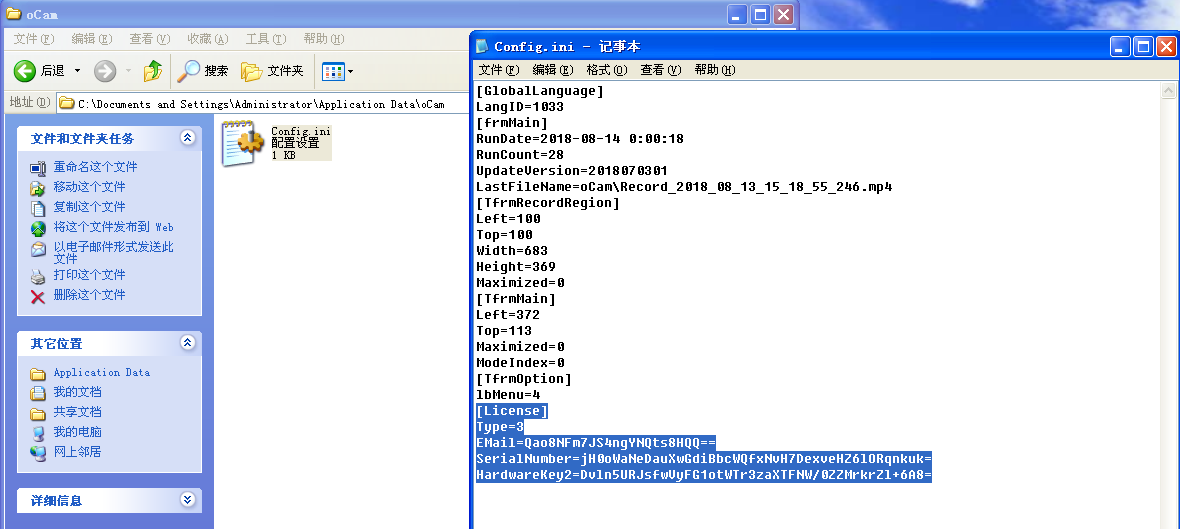 oCam
文件(F) 编辑(E) 查看(V) 收藏(A) 工具(T) 帮助(H)
后退 搜索 文件夹
地址(D) C:\Documents and Settings\Administrator\Application Data\oCam
文件和文件夹任务
重命名这个文件
移动这个文件
复制这个文件
将这个文件发布到 Web
以电子邮件形式发送此
文件
打印这个文件
删除这个文件
其它位置
Application Data
我的文档
共享文档
我的电脑
网上邻居
详细信息
Config.ini
配置设置
1 KB
Config.ini - 记事本
文件(F) 编辑(E) 格式(O) 查看(V) 帮助(H)
[GlobalLanguage]
LangID=1033
[frmMain]
RunDate=2018-08-14 0:00:18
RunCount=28
UpdateVersion=2018070301
LastFileName=oCam\Record_2018_08_13_15_18_55_246.mp4
[TfrmRecordRegion]
Left=100
Top=100
Width=683
Height=369
Maximized=0
[TfrmMain]
Left=372
Top=113
Maximized=0
ModeIndex=0
[TfrmOption]
lbMenu=4
[License]
Type=3
EMail=Qao8NFm7JS4ngYNQts8HQQ==
SerialNumber=jH0oWaNeDauXwGdiBbcWQfxNvH7DexveHZ6lORqnkuk=
HardwareKey2=Dvln5URJsfwVyFG1otWTr3zaXTFNW/0ZZMrkrZl+6A8=